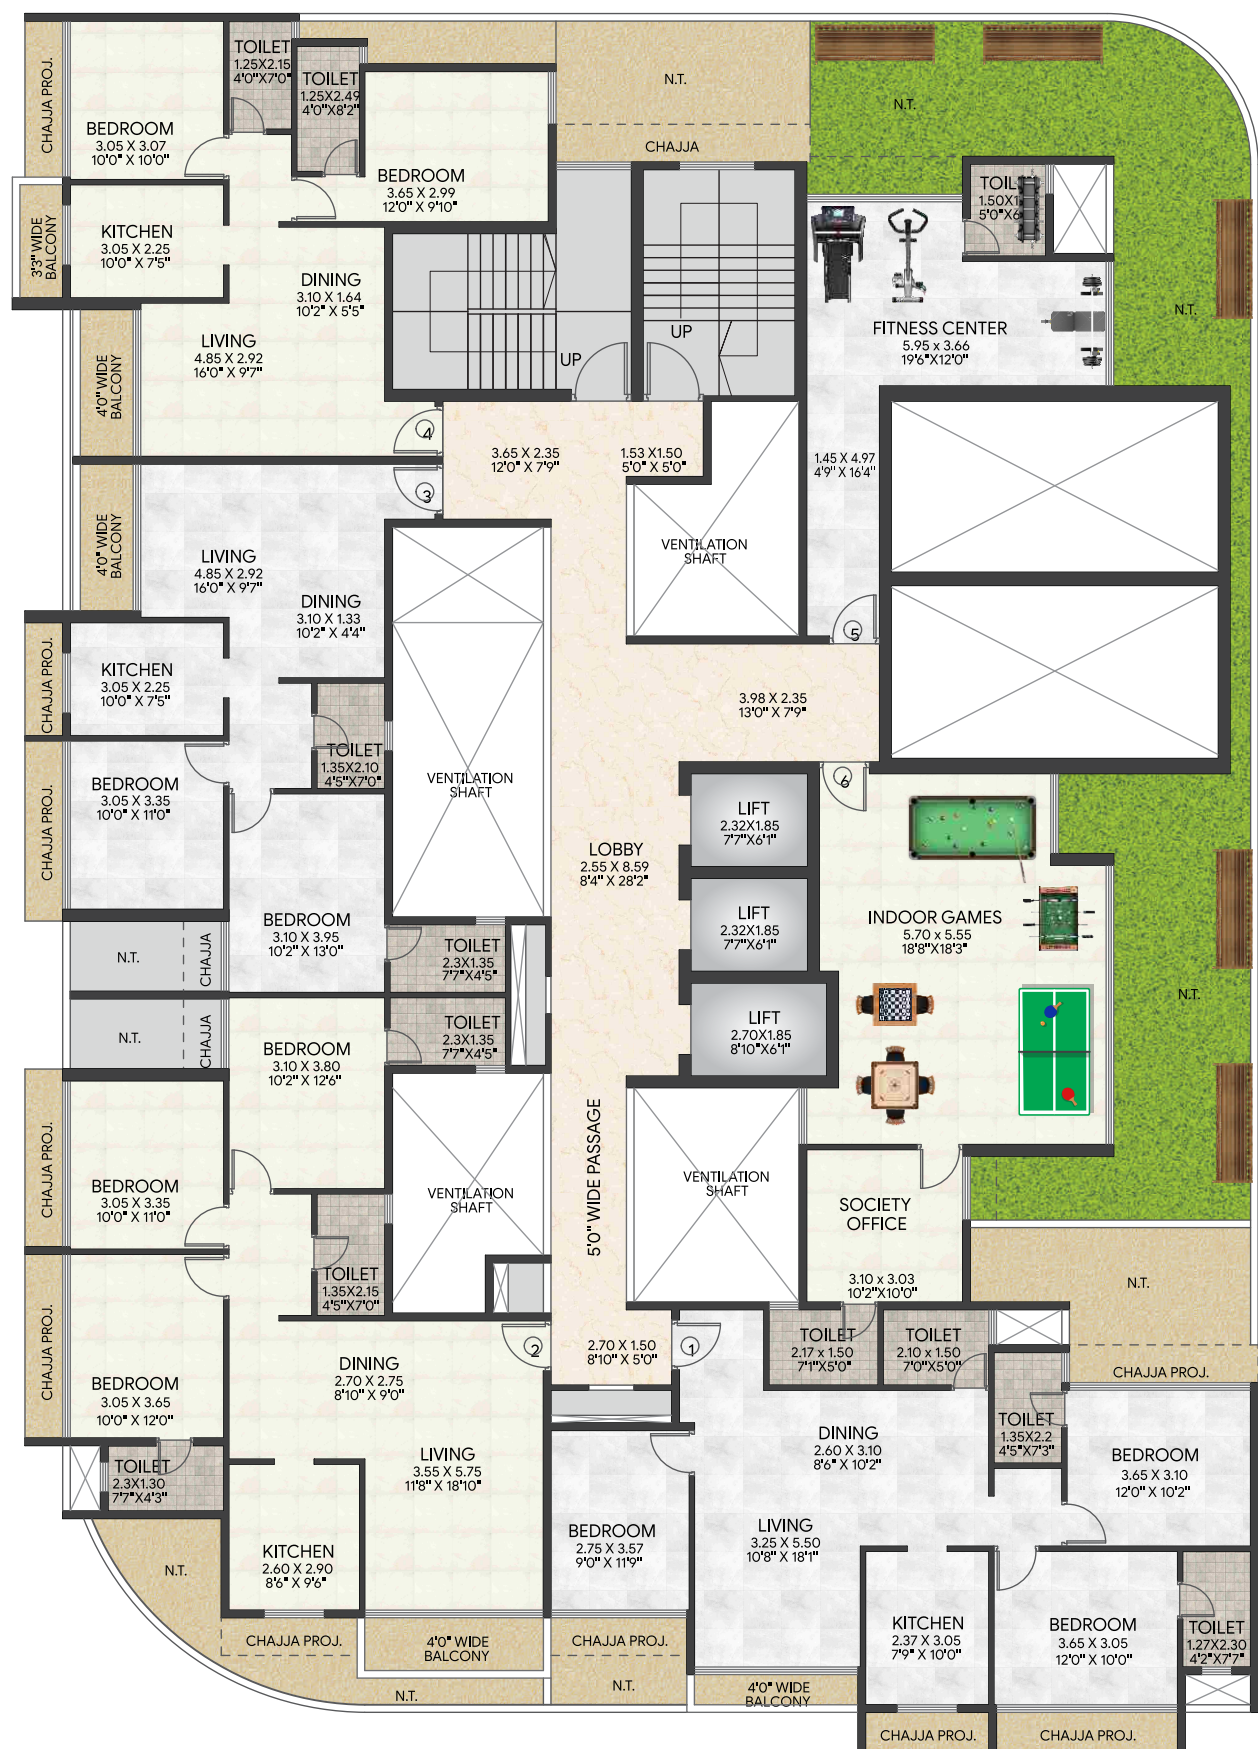 CHAJJA PROJ.
BEDROOM
3.05 X 3.07
10'0" X 10'0"
TOILET
1.25X2.15
4'0"X7'0"
TOILET
1.25X2.49
4'0"X8'2"
BEDROOM
3.65 X 2.99
12'0" X 9'10"
N.T.
CHAJJA
N.T.
3'3" WIDE
BALCONY
KITCHEN
3.05 X 2.25
10'0" X 7'5"
DINING
3.10 X 1.64
10'2" X 5'5"
LIVING
4.85 X 2.92
16'0" X 9'7"
4'0" WIDE
BALCONY
UP
UP
TOIL
1.50X1
5'0"X6
FITNESS CENTER
5.95 x 3.66
19'6"X12'0"
N.T.
4
3.65 X 2.35
12'0" X 7'9"
1.53 X1.50
5'0" X 5'0"
1.45 X 4.97
4'9" X 16'4"
3
4'0" WIDE
BALCONY
LIVING
4.85 X 2.92
16'0" X 9'7"
DINING
3.10 X 1.33
10'2" X 4'4"
VENTILATION
SHAFT
5
CHAJJA PROJ.
KITCHEN
3.05 X 2.25
10'0" X 7'5"
3.98 X 2.35
13'0" X 7'9"
TOILET
1.35X2.10
4'5"X7'0"
CHAJJA PROJ.
BEDROOM
3.05 X 3.35
10'0" X 11'0"
VENTILATION
SHAFT
6
LIFT
2.32X1.85
7'7"X6'1"
LOBBY
2.55 X 8.59
8'4" X 28'2"
BEDROOM
3.10 X 3.95
10'2" X 13'0"
LIFT
2.32X1.85
7'7"X6'1"
INDOOR GAMES
5.70 x 5.55
18'8"X18'3"
N.T.
CHAJJA
TOILET
2.3X1.35
7'7"X4'5"
N.T.
N.T.
CHAJJA
TOILET
2.3X1.35
7'7"X4'5"
LIFT
2.70X1.85
8'10"X6'1"
BEDROOM
3.10 X 3.80
10'2" X 12'6"
CHAJJA PROJ.
BEDROOM
3.05 X 3.35
10'0" X 11'0"
VENTILATION
SHAFT
5'0" WIDE PASSAGE
VENTILATION
SHAFT
SOCIETY
OFFICE
3.10 x 3.03
10'2"X10'0"
TOILET
1.35X2.15
4'5"X7'0"
N.T.
CHAJJA PROJ.
BEDROOM
3.05 X 3.65
10'0" X 12'0"
DINING
2.70 X 2.75
8'10" X 9'0"
2
2.70 X 1.50
8'10" X 5'0"
1
TOILET
2.17 x 1.50
7'1"X5'0"
TOILET
2.10 x 1.50
7'0"X5'0"
CHAJJA PROJ.
TOILET
1.35X2.2
4'5"X7'3"
DINING
2.60 X 3.10
8'6" X 10'2"
BEDROOM
3.65 X 3.10
12'0" X 10'2"
TOILET
2.3X1.30
7'7"X4'3"
LIVING
3.55 X 5.75
11'8" X 18'10"
LIVING
3.25 X 5.50
10'8" X 18'1"
BEDROOM
2.75 X 3.57
9'0" X 11'9"
N.T.
KITCHEN
2.60 X 2.90
8'6" X 9'6"
KITCHEN
2.37 X 3.05
7'9" X 10'0"
BEDROOM
3.65 X 3.05
12'0" X 10'0"
TOILET
1.27X2.30
4'2"X7'7"
CHAJJA PROJ.
4'0" WIDE
BALCONY
CHAJJA PROJ.
N.T.
N.T.
4'0" WIDE
BALCONY
CHAJJA PROJ.
CHAJJA PROJ.